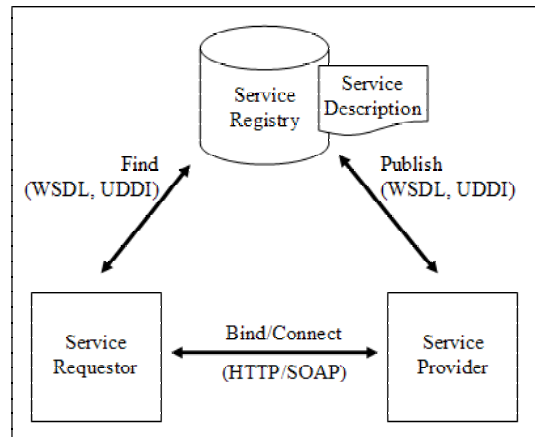 Service
Registry
Service
Description
Find
(WSDL, UDDI)
Publish
(WSDL, UDDI)
Service
Requestor
Bind/Connect
(HTTP/SOAP)
Service
Provider